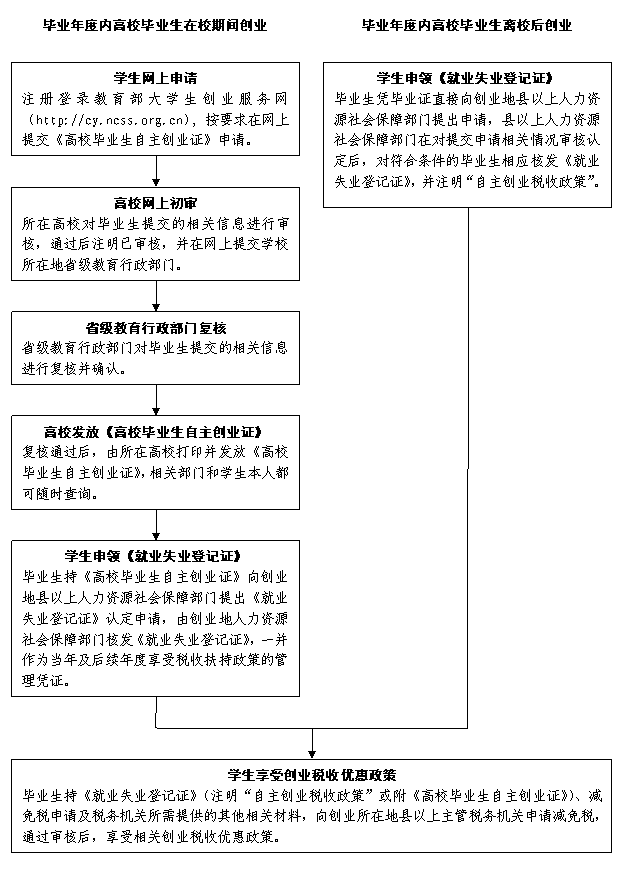 毕业年度内高校毕业生在校期间创业
学生网上申请
注册登录教育部大学生创业服务网
(http://cy.ncss.org.cn), 按要求在网上
提交《高校毕业生自主创业证》申请。
高校网上初审
所在高校对毕业生提交的相关信息进行审
核，通过后注明已审核，并在网上提交学校
所在地省级教育行政部门。
省级教育行政部门复核
省级教育行政部门对毕业生提交的相关信息
进行复核并确认。
高校发放《高校毕业生自主创业证》
复核通过后，由所在高校打印并发放《高校
毕业生自主创业证》，相关部门和学生本人都
可随时查询。
学生申领《就业失业登记证》
毕业生持《高校毕业生自主创业证》向创业
地县以上人力资源社会保障部门提出《就业
失业登记证》认定申请，由创业地人力资源
社会保障部门核发《就业失业登记证》，一并
作为当年及后续年度享受税收扶持政策的管
理凭证。
毕业年度内高校毕业生离校后创业
学生申领《就业失业登记证》
毕业生凭毕业证直接向创业地县以上人力资
源社会保障部门提出申请，县以上人力资源
社会保障部门在对提交申请相关情况审核认
定后，对符合条件的毕业生相应核发《就业
失业登记证》，并注明“自主创业税收政策”。
学生享受创业税收优惠政策
毕业生持《就业失业登记证》(注明“自主创业税收政策”或附《高校毕业生自主创业证》)、减
免税申请及税务机关所需提供的其他相关材料，向创业所在地县以上主管税务机关申请减免税，
通过审核后，享受相关创业税收优惠政策。